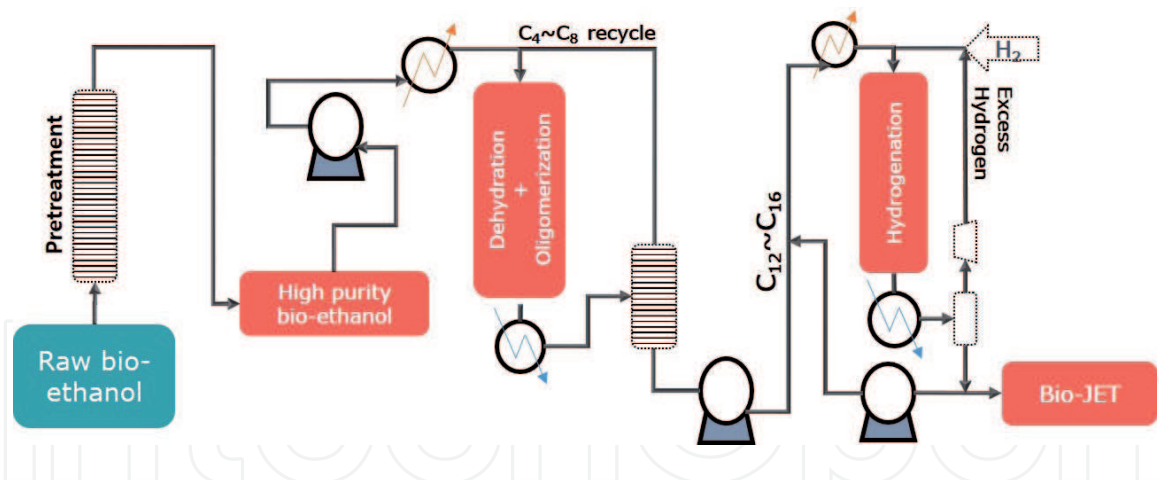 Pretreatment
Raw bio-
ethanol
High purity
bio-ethanol
C₄~C₈ recycle
Dehydration
+
Oligomerization
C₁₂~C₁₆
Hydrogenation
H₂
Excess
Hydrogen
Bio-JET